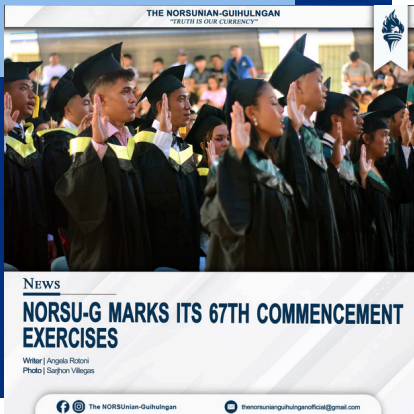 THE NORSUNIAN-GUIHULNGAN
"TRUTH IS OUR CURRENCY"
NEWS
NORSU-G MARKS ITS 67TH COMMENCEMENT
EXERCISES
Writer | Angela Rotoni
Photo | Sarjhon Villegas
The NORSUnian-Guihulngan
thenorsunianguihulnganofficial@gmail.com